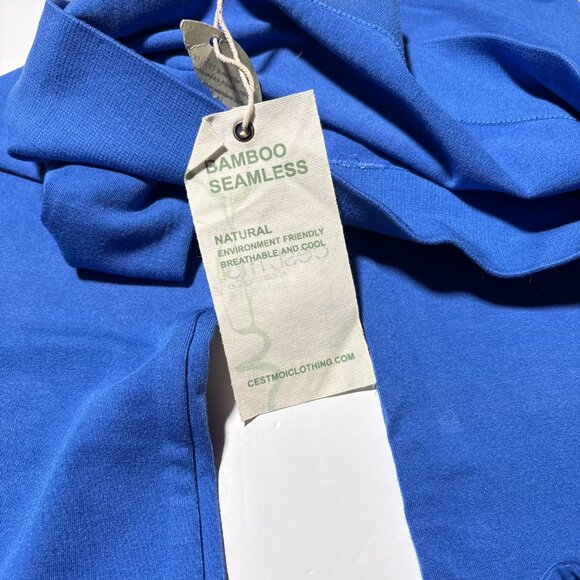 BAMBOO
SEAMLESS
NATURAL
ENVIRONMENT FRIENDLY
BREATHABLE AND COOL
CESTMOICLOTHING.COM